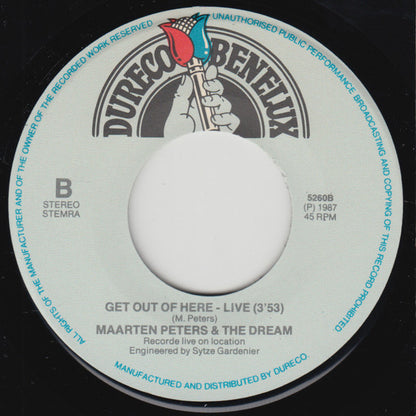 ALL RIGHTS OF THE MANUFACTURER AND OF THE OWNER OF THE RECORDED WORK RESERVED
UNAUTHORISED PUBLIC PERFORMANCE BROADCASTING AND COPYING OF THIS RECORD PROHIBITED
DURECO BENELUX
B
STEREO
STEMRA
5260B
(P) 1987
45 RPM
GET OUT OF HERE - LIVE (3'53)
(M. Peters)
MAARTEN PETERS & THE DREAM
Recorde live on location
Engineered by Sytze Gardenier
MANUFACTURED AND DISTRIBUTED BY DURECO.